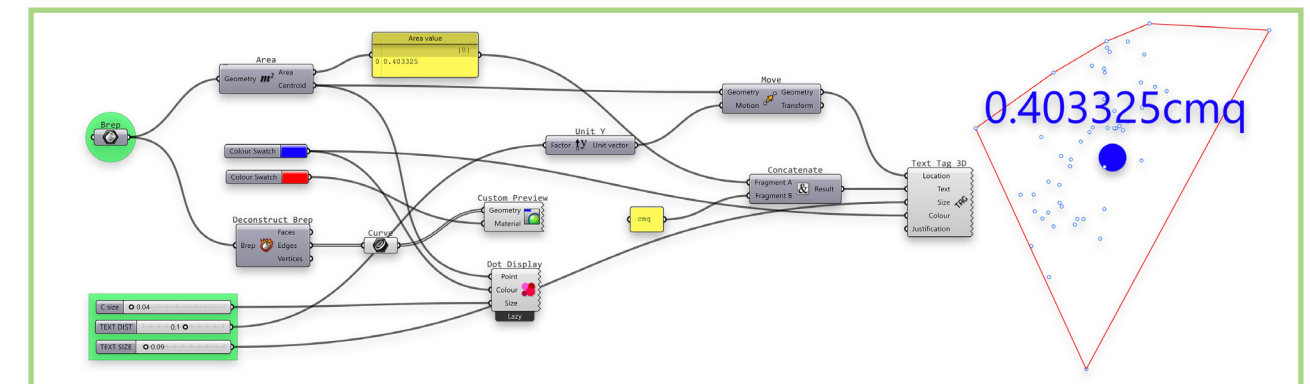 Area value
{0}
0 0.403325
Area
Geometry m² Area
Centroid
Move
Geometry Geometry
Motion Transform
0.403325cmq
Brep
Unit Y
Factor y Unit vector
Colour Swatch
Colour Swatch
Concatenate
Fragment A
Fragment B & Result
Text Tag 3D
Location
Text
Size TAG
Colour
Justification
Custom Preview
Geometry
Material
cmq
Deconstruct Brep
Faces
Brep Edges
Vertices
Curve
Dot Display
Point
Colour
Size
Lazy
C size 0.04
TEXT DIST 0.1
TEXT SIZE 0.09